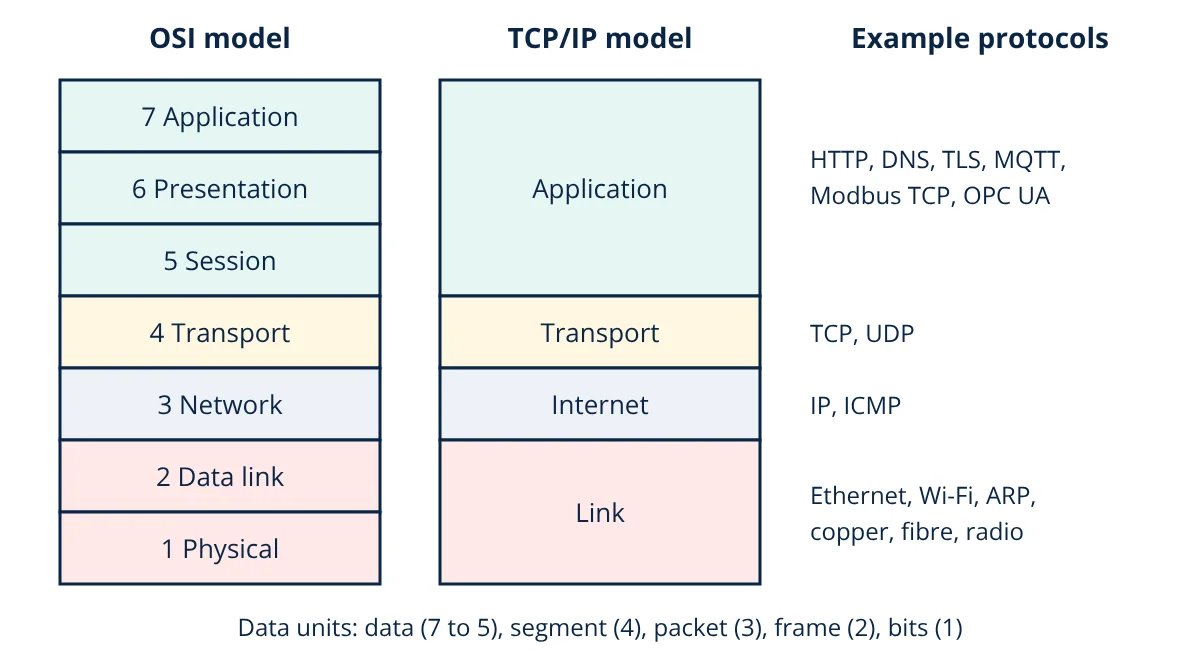 OSI model
TCP/IP model
Example protocols
7 Application
6 Presentation
5 Session
4 Transport
3 Network
2 Data link
1 Physical
Application
Transport
Internet
Link
HTTP, DNS, TLS, MQTT,
Modbus TCP, OPC UA
TCP, UDP
IP, ICMP
Ethernet, Wi-Fi, ARP,
copper, fibre, radio
Data units: data (7 to 5), segment (4), packet (3), frame (2), bits (1)